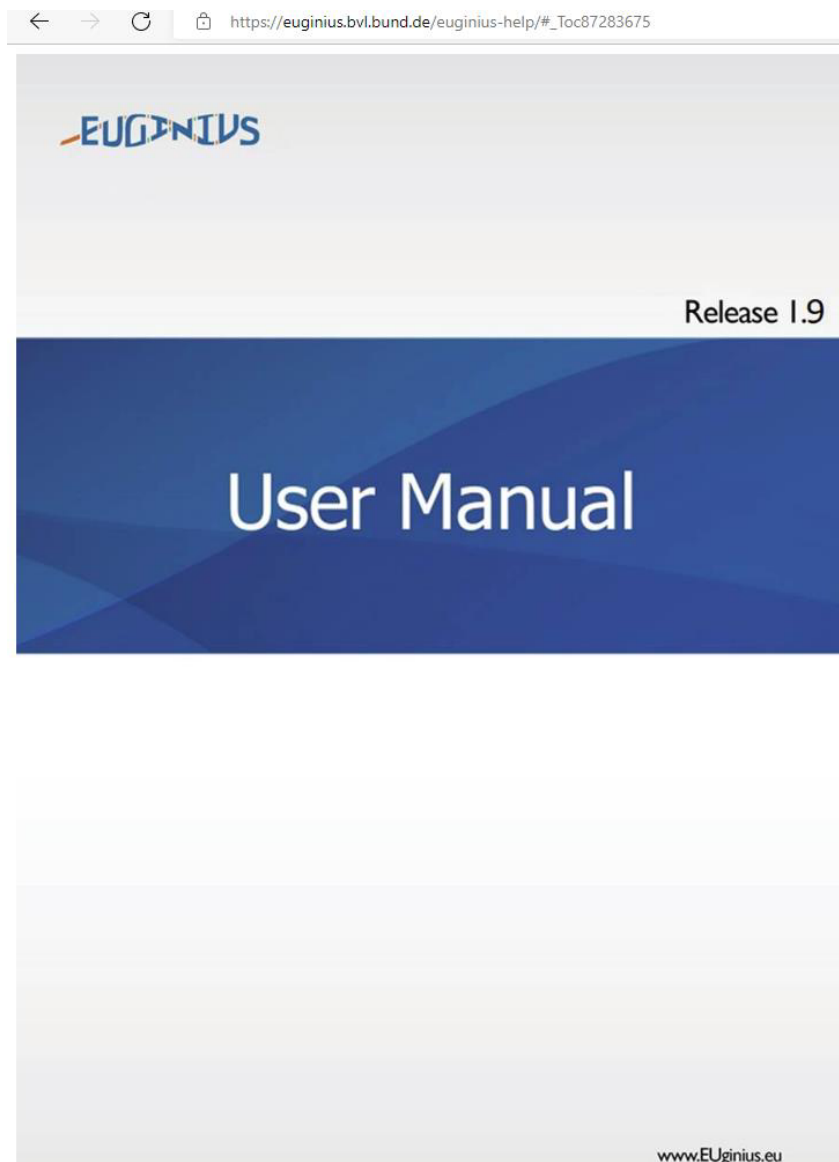 https://euginius.bvl.bund.de/euginius-help/#_Toc87283675
EUGINIUS
Release 1.9
User Manual
www.EUginius.eu